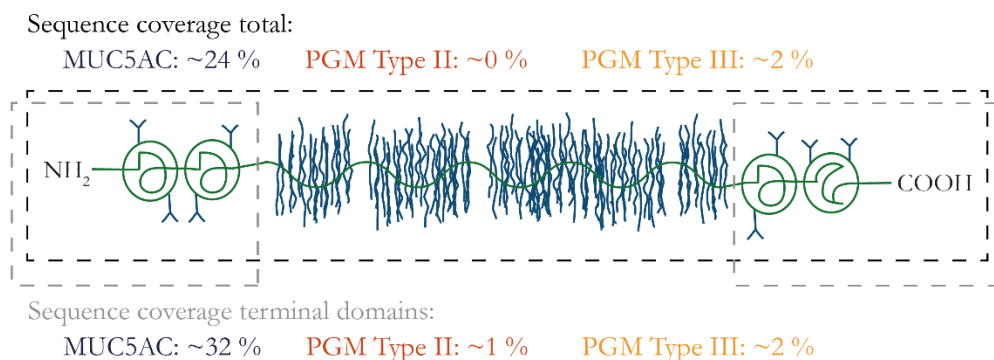 Sequence coverage total:
MUC5AC: ~24 % PGM Type II: ~0 % PGM Type III: ~2 %
NH₂ D D D C COOH
Sequence coverage terminal domains:
MUC5AC: ~32 % PGM Type II: ~1 % PGM Type III: ~2 %